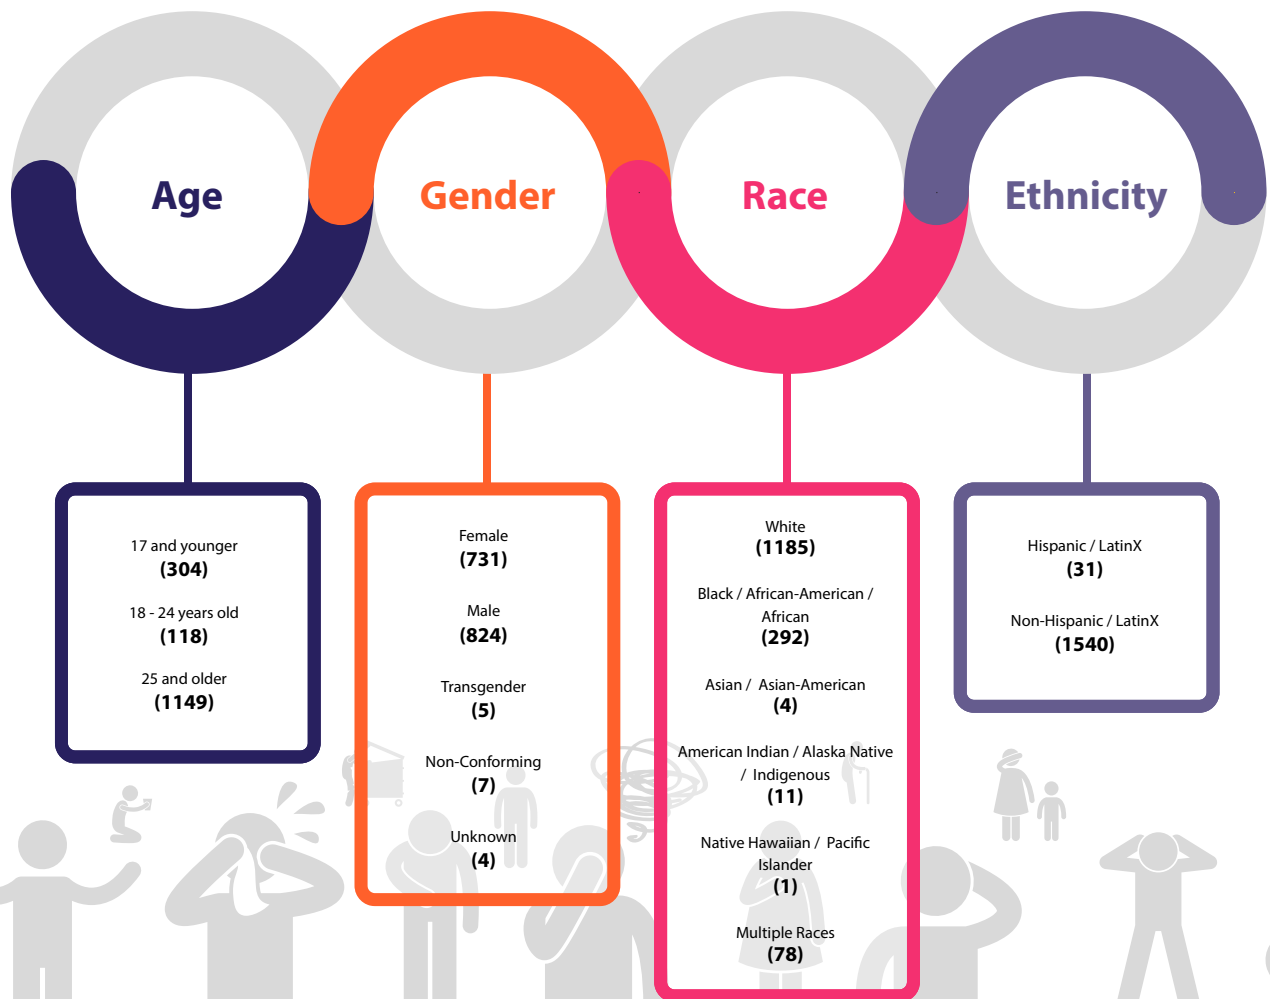 Age
Gender
Race
Ethnicity
17 and younger
(304)
18 - 24 years old
(118)
25 and older
(1149)
Female
(731)
Male
(824)
Transgender
(5)
Non-Conforming
(7)
Unknown
(4)
White
(1185)
Black / African-American /
African
(292)
Asian / Asian-American
(4)
American Indian / Alaska Native
/ Indigenous
(11)
Native Hawaiian / Pacific
Islander
(1)
Multiple Races
(78)
Hispanic / LatinX
(31)
Non-Hispanic / LatinX
(1540)